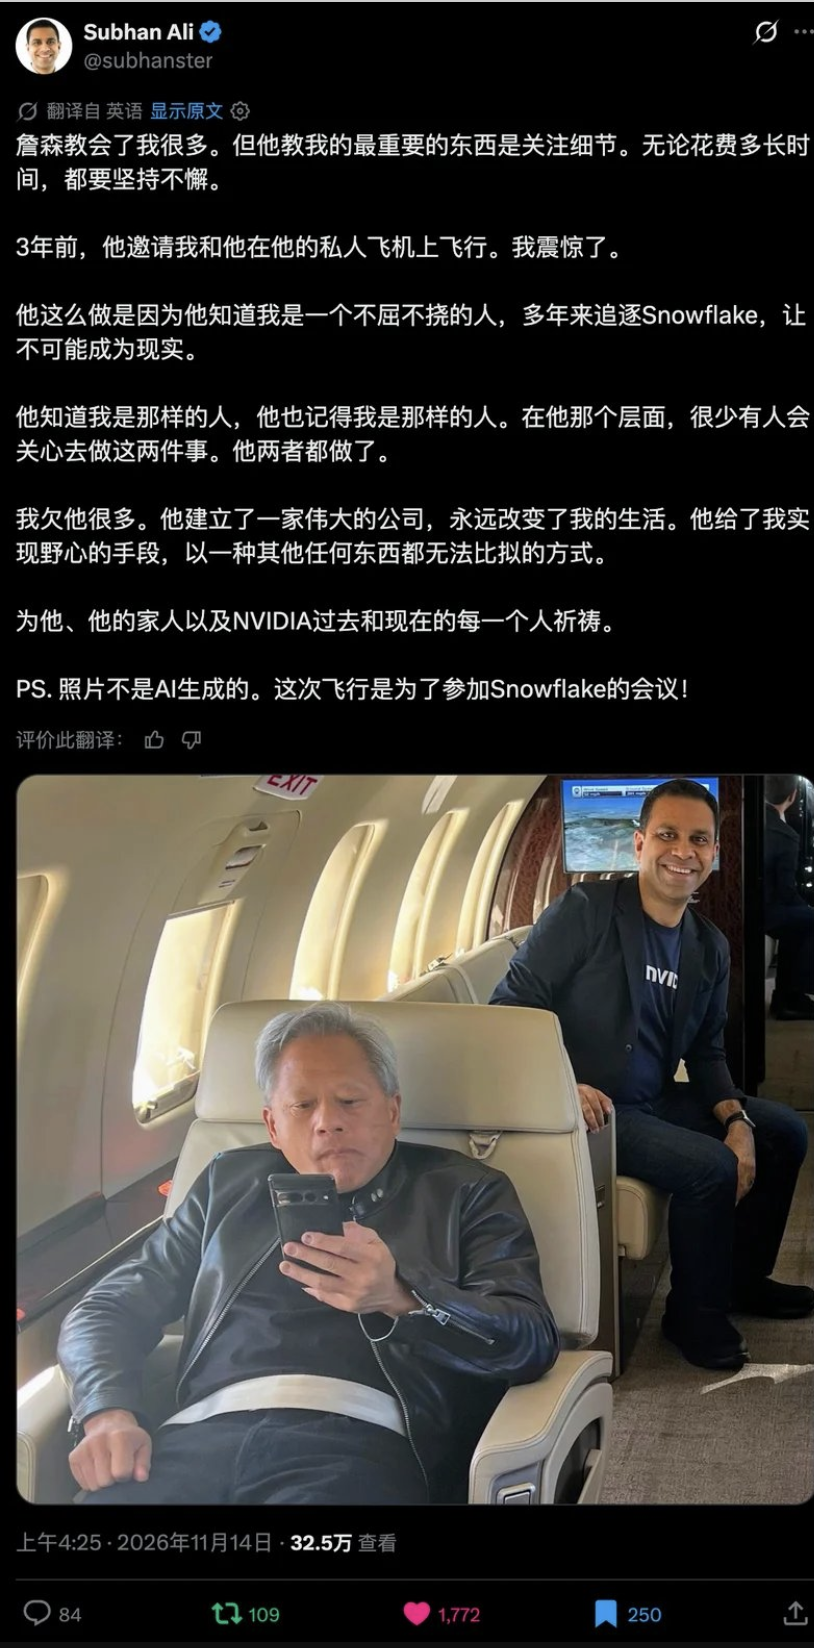 Subhan Ali
@subhanster
翻译自 英语 显示原文
詹森教会了我很多。但他教我的最重要的东西是关注细节。无论花费多长时
间，都要坚持不懈。
3年前，他邀请我和他在他的私人飞机上飞行。我震惊了。
他这么做是因为他知道我是一个不屈不挠的人，多年来追逐Snowflake，让
不可能成为现实。
他知道我是那样的人，他也记得我是那样的人。在他那个层面，很少有人会
关心去做这两件事。他两者都做了。
我欠他很多。他建立了一家伟大的公司，永远改变了我的生活。他给了我实
现野心的手段，以一种其他任何东西都无法比拟的方式。
为他、他的家人以及NVIDIA过去和现在的每一个人祈祷。
PS. 照片不是AI生成的。这次飞行是为了参加Snowflake的会议！
评价此翻译：
EXIT
nVID
上午4:25 · 2026年11月14日 · 32.5万 查看
84
109
1,772
250